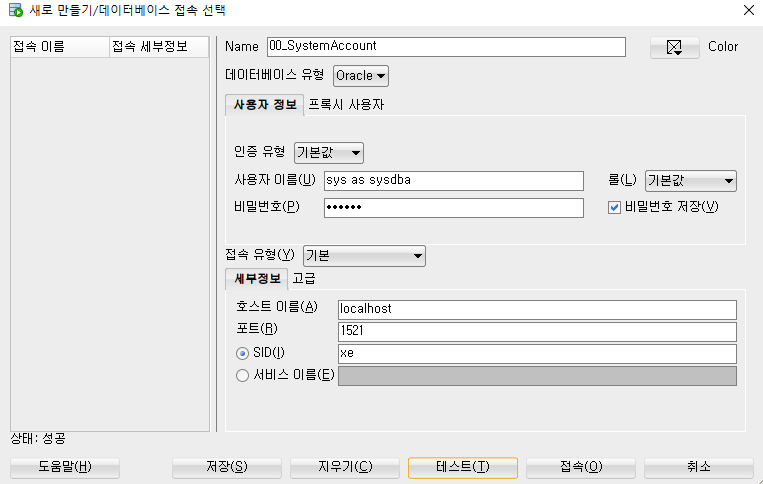 새로 만들기/데이터베이스 접속 선택
접속 이름 접속 세부정보
Name 00_SystemAccount Color
데이터베이스 유형 Oracle
사용자 정보 프록시 사용자
인증 유형 기본값
사용자 이름(U) sys as sysdba 롤(L) 기본값
비밀번호(P) •••••• 비밀번호 저장(V)
접속 유형(Y) 기본
세부정보 고급
호스트 이름(A) localhost
포트(R) 1521
SID(I) xe
서비스 이름(E)
상태: 성공
도움말(H) 저장(S) 지우기(C) 테스트(T) 접속(O) 취소